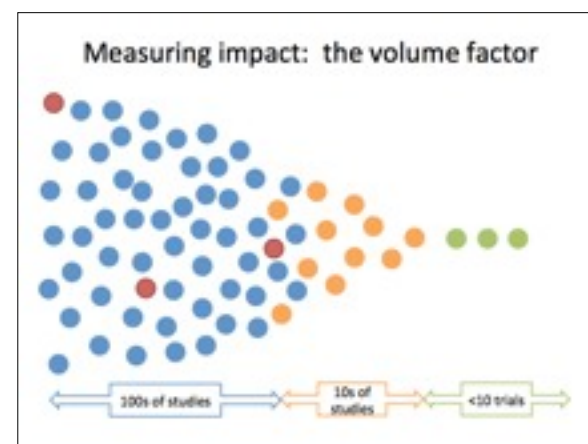 Measuring impact: the volume factor
100s of studies
10s of
studies
<10 trials